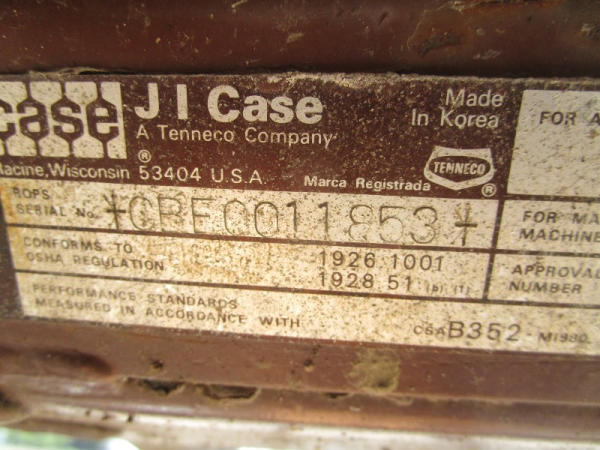 case
J I Case
A Tenneco Company
®
Racine, Wisconsin 53404 U.S.A.
Made
In Korea
Marca Registrada
TENNECO
®
FOR A
ROPS
SERIAL No. *CRF0011853*
FOR MA
MACHINE
CONFORMS TO
OSHA REGULATION
1926.1001
1928.51 (b) (1)
APPROVAL
NUMBER
PERFORMANCE STANDARDS
MEASURED IN ACCORDANCE WITH
CSA B352 - M1980